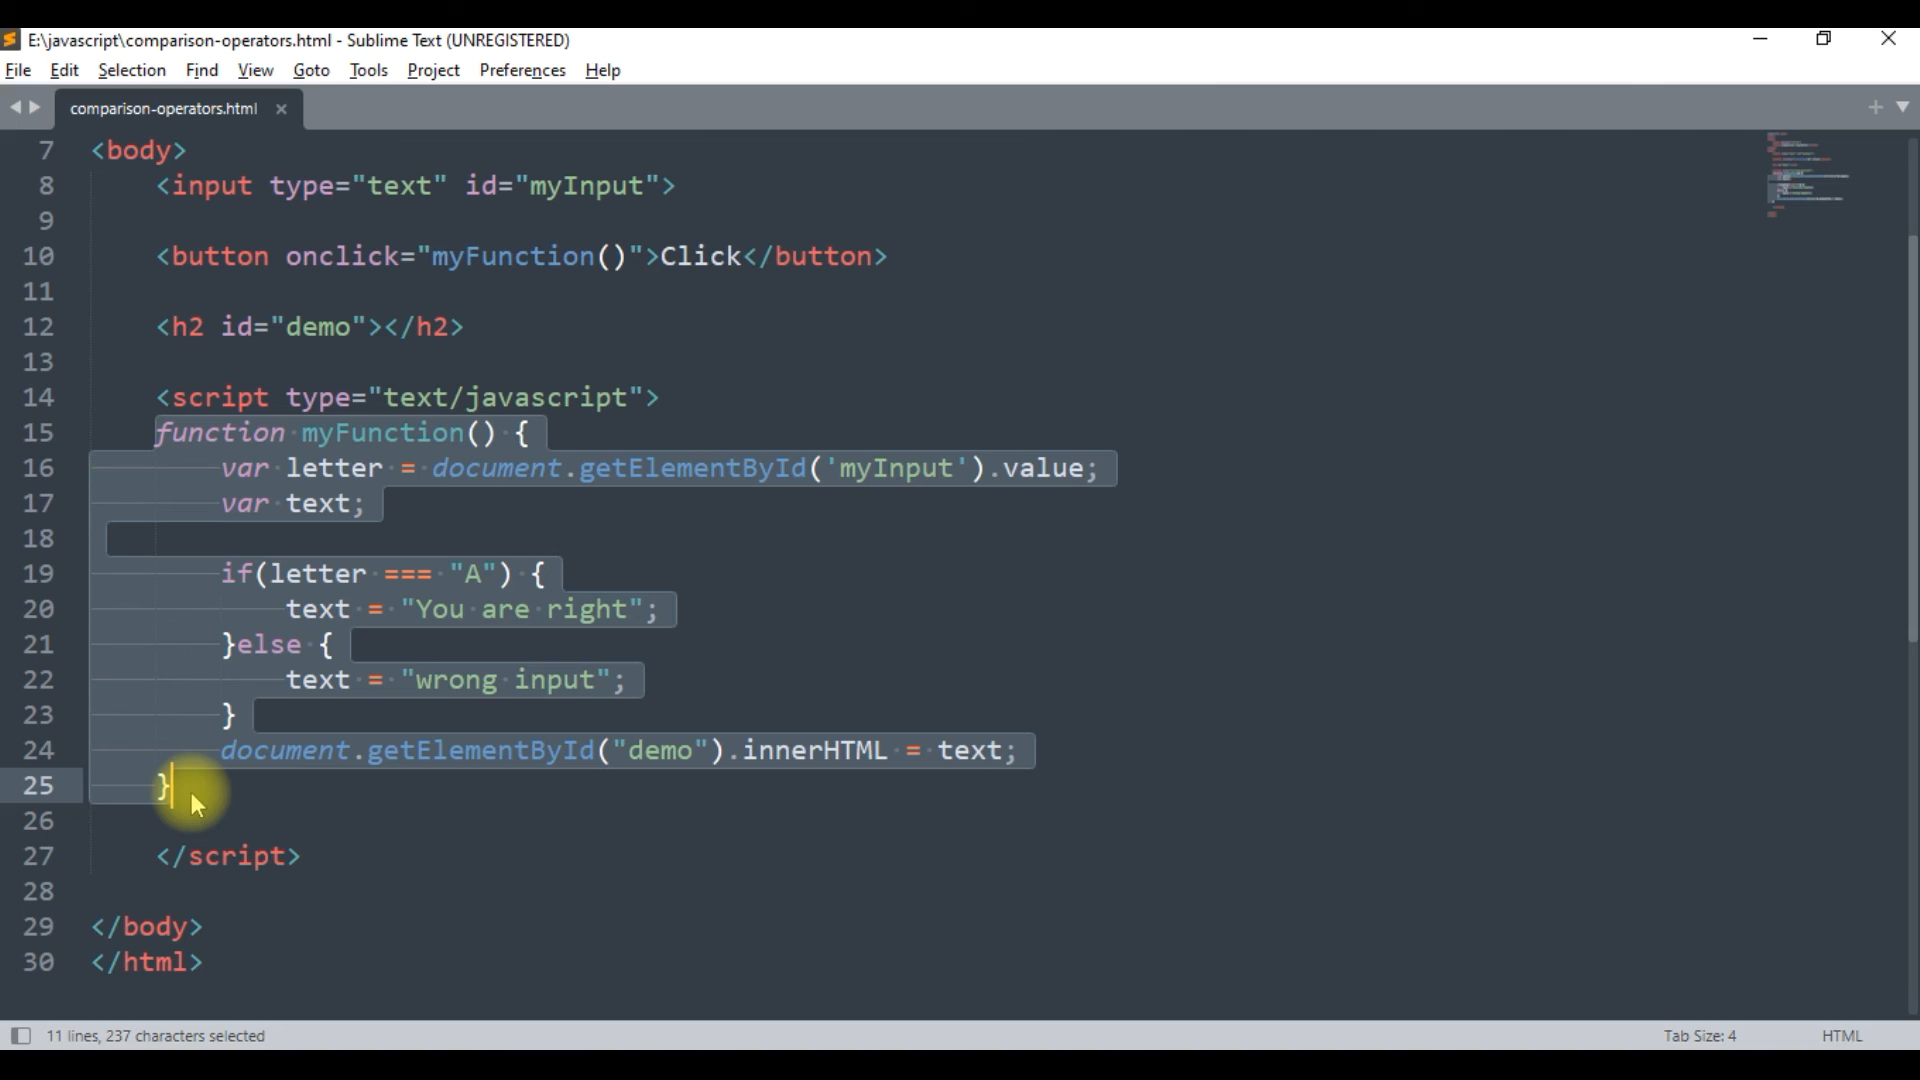 E:\javascript\comparison-operators.html - Sublime Text (UNREGISTERED)
File Edit Selection Find View Goto Tools Project Preferences Help
comparison-operators.html
7 <body>
8 <input type="text" id="myInput">
9
10 <button onclick="myFunction()">Click</button>
11
12 <h2 id="demo"></h2>
13
14 <script type="text/javascript">
15 function myFunction() {
16 var letter = document.getElementById('myInput').value;
17 var text;
18
19 if(letter === "A") {
20 text = "You are right";
21 }else {
22 text = "wrong input";
23 }
24 document.getElementById("demo").innerHTML = text;
25 }
26
27 </script>
28
29 </body>
30 </html>
11 lines, 237 characters selected Tab Size: 4 HTML